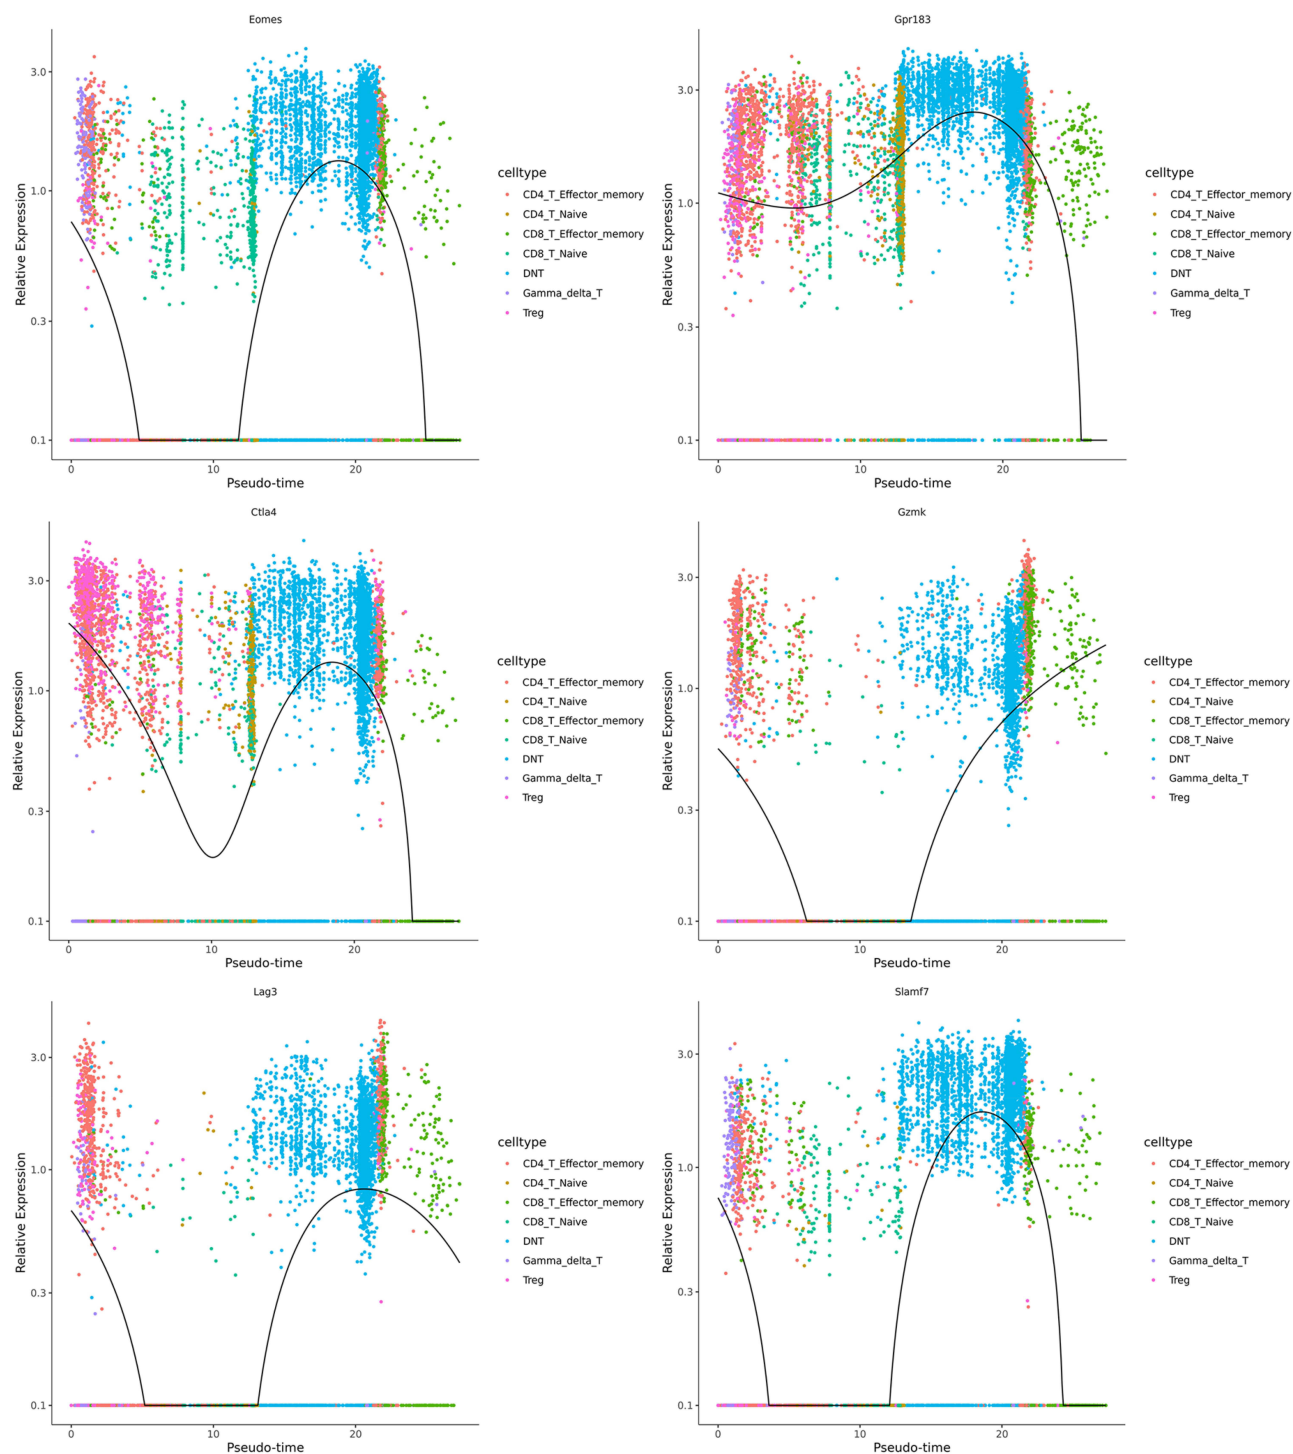 Eomes
Relative Expression
3.0
1.0
0.3
0.1
0
10
20
Pseudo-time
celltype
CD4_T_Effector_memory
CD4_T_Naive
CD8_T_Effector_memory
CD8_T_Naive
DNT
Gamma_delta_T
Treg
Gpr183
Relative Expression
3.0
1.0
0.3
0.1
0
10
20
Pseudo-time
celltype
CD4_T_Effector_memory
CD4_T_Naive
CD8_T_Effector_memory
CD8_T_Naive
DNT
Gamma_delta_T
Treg
Ctla4
Relative Expression
3.0
1.0
0.3
0.1
0
10
20
Pseudo-time
celltype
CD4_T_Effector_memory
CD4_T_Naive
CD8_T_Effector_memory
CD8_T_Naive
DNT
Gamma_delta_T
Treg
Gzmk
Relative Expression
3.0
1.0
0.3
0.1
0
10
20
Pseudo-time
celltype
CD4_T_Effector_memory
CD4_T_Naive
CD8_T_Effector_memory
CD8_T_Naive
DNT
Gamma_delta_T
Treg
Lag3
Relative Expression
3.0
1.0
0.3
0.1
0
10
20
Pseudo-time
celltype
CD4_T_Effector_memory
CD4_T_Naive
CD8_T_Effector_memory
CD8_T_Naive
DNT
Gamma_delta_T
Treg
Slamf7
Relative Expression
3.0
1.0
0.3
0.1
0
10
20
Pseudo-time
celltype
CD4_T_Effector_memory
CD4_T_Naive
CD8_T_Effector_memory
CD8_T_Naive
DNT
Gamma_delta_T
Treg